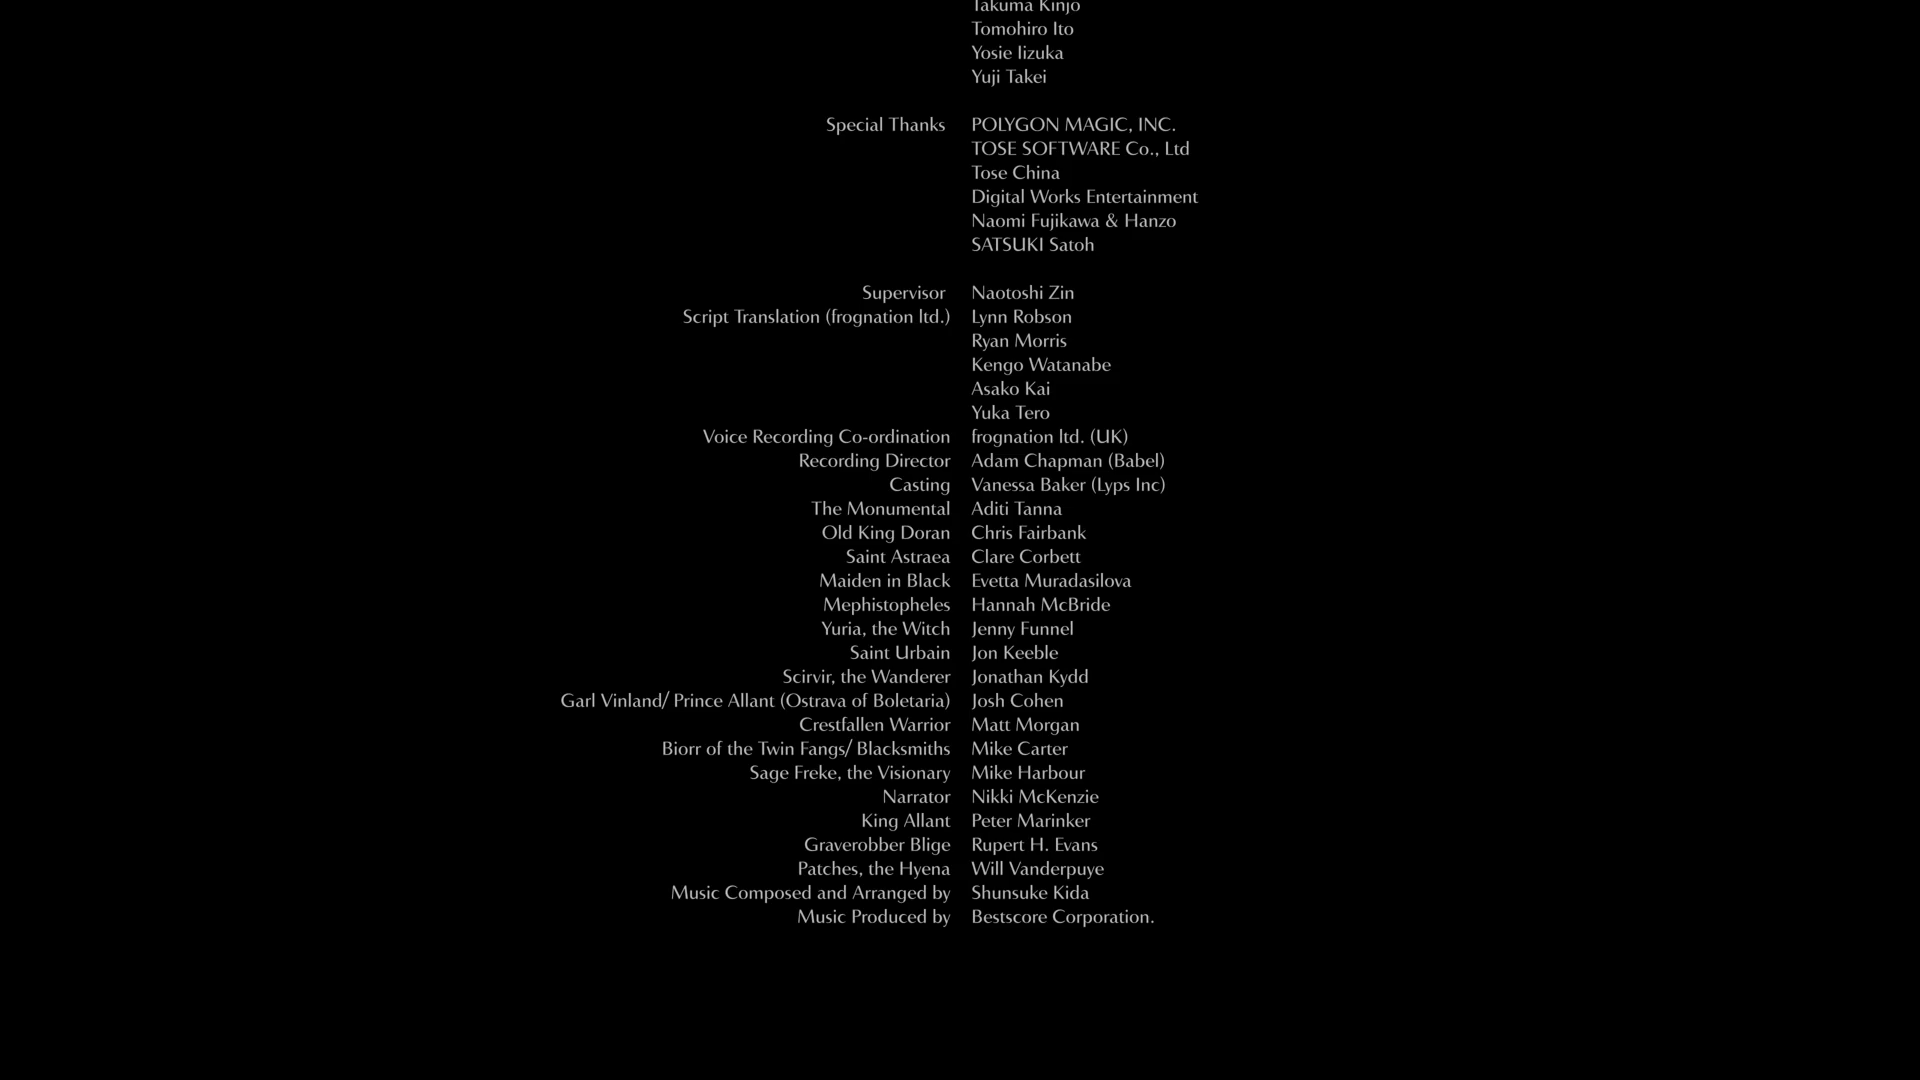 Takuma Kinjo
Tomohiro Ito
Yosie Iizuka
Yuji Takei
Special Thanks POLYGON MAGIC, INC.
TOSE SOFTWARE Co., Ltd
Tose China
Digital Works Entertainment
Naomi Fujikawa & Hanzo
SATSUKI Satoh
Supervisor Naotoshi Zin
Script Translation (frognation ltd.) Lynn Robson
Ryan Morris
Kengo Watanabe
Asako Kai
Yuka Tero
Voice Recording Co-ordination frognation ltd. (UK)
Recording Director Adam Chapman (Babel)
Casting Vanessa Baker (Lyps Inc)
The Monumental Aditi Tanna
Old King Doran Chris Fairbank
Saint Astraea Clare Corbett
Maiden in Black Evetta Muradasilova
Mephistopheles Hannah McBride
Yuria, the Witch Jenny Funnel
Saint Urbain Jon Keeble
Scirvir, the Wanderer Jonathan Kydd
Garl Vinland/ Prince Allant (Ostrava of Boletaria) Josh Cohen
Crestfallen Warrior Matt Morgan
Biorr of the Twin Fangs/ Blacksmiths Mike Carter
Sage Freke, the Visionary Mike Harbour
Narrator Nikki McKenzie
King Allant Peter Marinker
Graverobber Blige Rupert H. Evans
Patches, the Hyena Will Vanderpuye
Music Composed and Arranged by Shunsuke Kida
Music Produced by Bestscore Corporation.